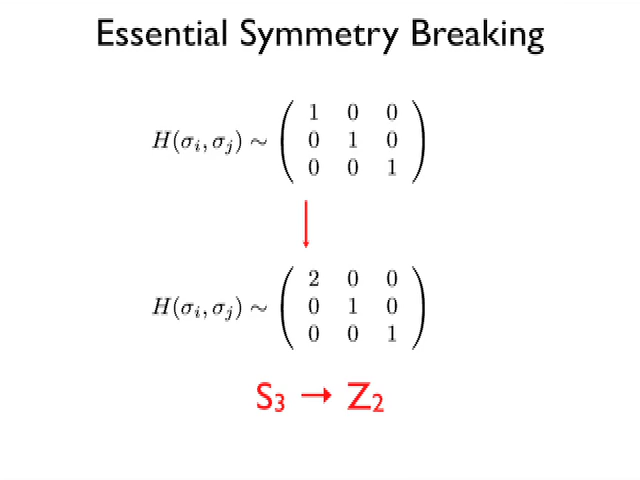 Essential Symmetry Breaking
H(σᵢ, σⱼ) ~ ( 1 0 0
0 1 0
0 0 1 )
↓
H(σᵢ, σⱼ) ~ ( 2 0 0
0 1 0
0 0 1 )
S₃ → Z₂